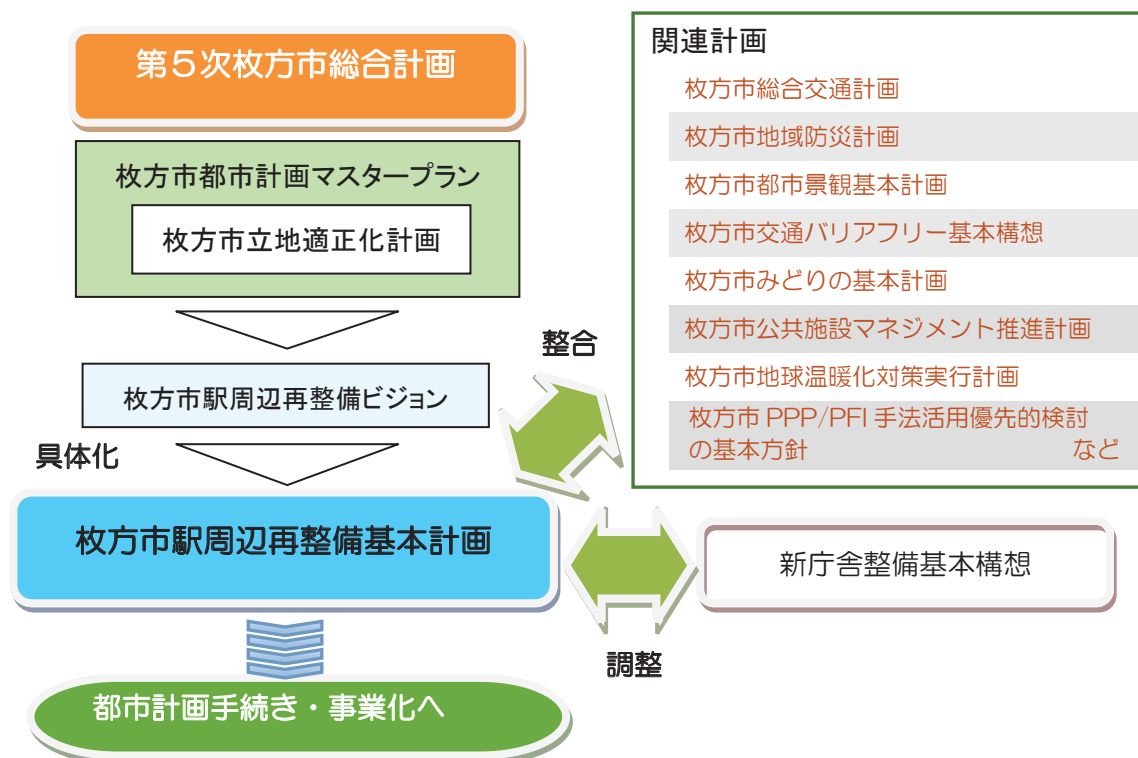 第5次枚方市総合計画
枚方市都市計画マスタープラン
枚方市立地適正化計画
枚方市駅周辺再整備ビジョン
具体化
枚方市駅周辺再整備基本計画
都市計画手続き・事業化へ
整合
調整
関連計画
枚方市総合交通計画
枚方市地域防災計画
枚方市都市景観基本計画
枚方市交通バリアフリー基本構想
枚方市みどりの基本計画
枚方市公共施設マネジメント推進計画
枚方市地球温暖化対策実行計画
枚方市 PPP/PFI 手法活用優先的検討
の基本方針 など
新庁舎整備基本構想